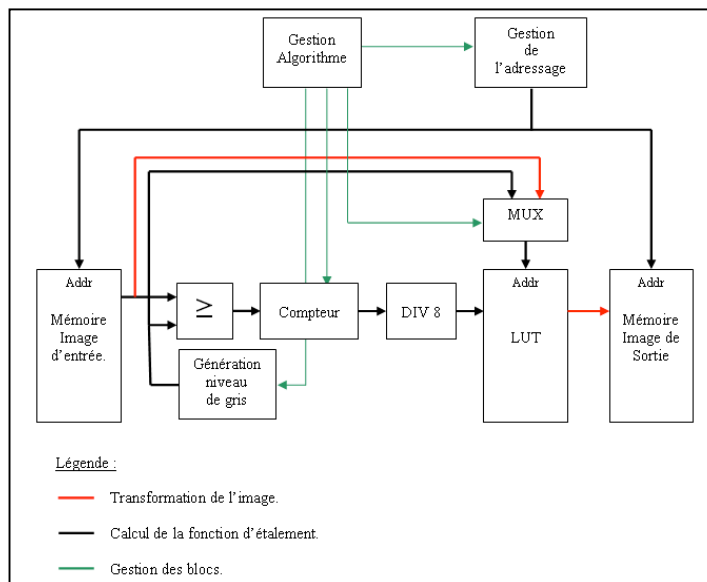 Gestion
Algorithme
Gestion
de
l'adressage
MUX
Addr
Mémoire
Image
d'entrée.
≥
Compteur
DIV 8
Addr
LUT
Addr
Mémoire
Image de
Sortie
Génération
niveau
de gris
Légende :
Transformation de l'image.
Calcul de la fonction d'étalement.
Gestion des blocs.